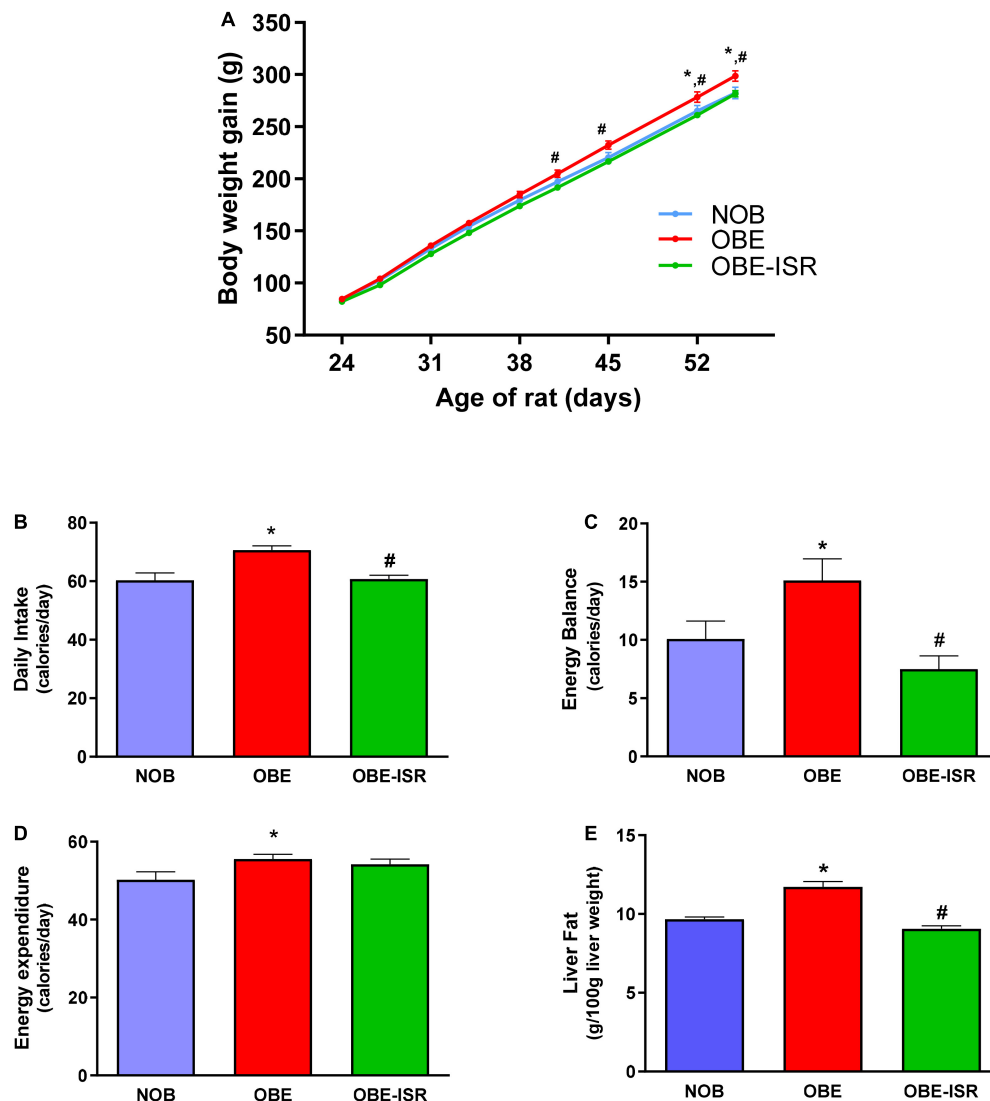 A
Body weight gain (g)
350
300
250
200
150
100
50
*,#
*,#
#
#
NOB
OBE
OBE-ISR
24 31 38 45 52
Age of rat (days)
B
Daily Intake
(calories/day)
80
60
40
20
0
*
#
NOB OBE OBE-ISR
C
Energy Balance
(calories/day)
20
15
10
5
0
*
#
NOB OBE OBE-ISR
D
Energy expendidure
(calories/day)
60
40
20
0
*
NOB OBE OBE-ISR
E
Liver Fat
(g/100g liver weight)
15
10
5
0
*
#
NOB OBE OBE-ISR